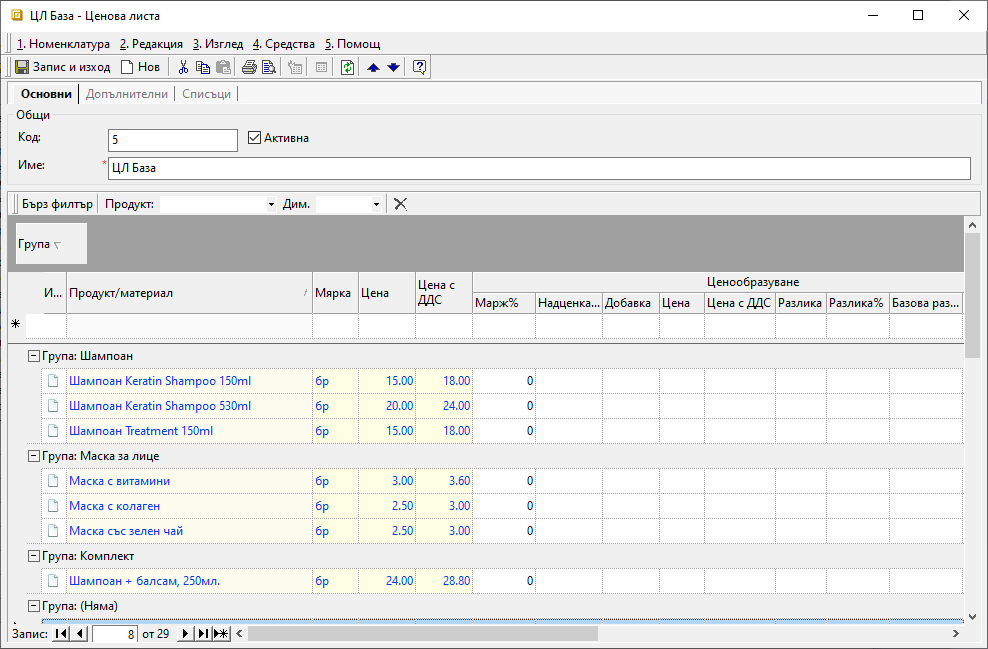 ЦЛ База - Ценова листа
1. Номенклатура 2. Редакция 3. Изглед 4. Средства 5. Помощ
Запис и изход Нов
Основни Допълнителни Списъци
Общи
Код: 5 Активна
Име: * ЦЛ База
Бърз филтър Продукт: Дим.
Група
Ценообразуване
И... Продукт/материал Мярка Цена Цена с ДДС Марж% Надценка... Добавка Цена Цена с ДДС Разлика Разлика% Базова раз...
Група: Шампоан
Шампоан Keratin Shampoo 150ml бр 15.00 18.00 0
Шампоан Keratin Shampoo 530ml бр 20.00 24.00 0
Шампоан Treatment 150ml бр 15.00 18.00 0
Група: Маска за лице
Маска с витамини бр 3.00 3.60 0
Маска с колаген бр 2.50 3.00 0
Маска със зелен чай бр 2.50 3.00 0
Група: Комплект
Шампоан + балсам, 250мл. бр 24.00 28.80 0
Група: (Няма)
Запис: 8 от 29